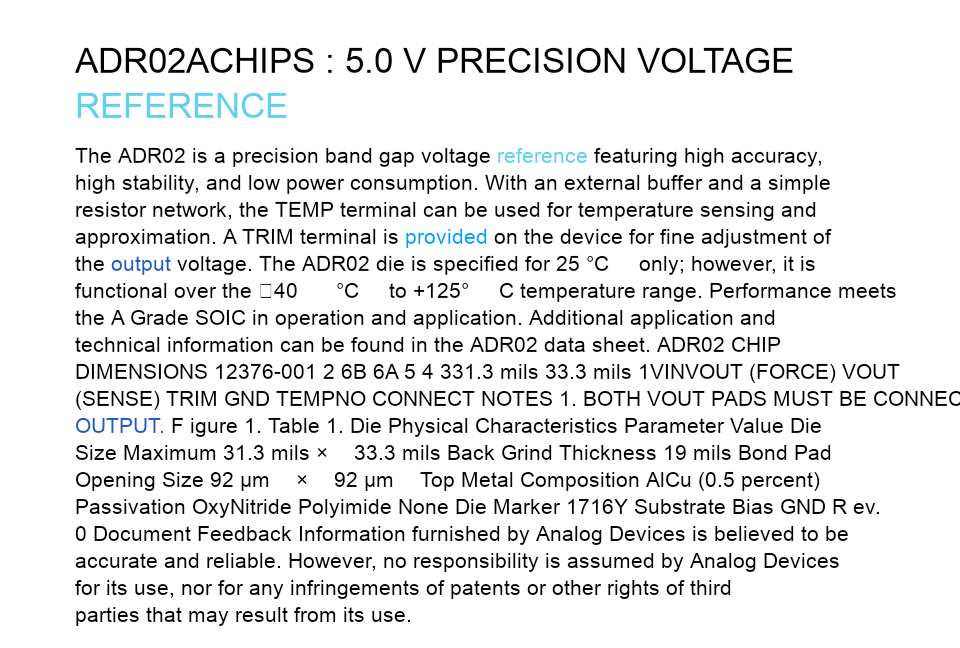 ADR02ACHIPS : 5.0 V PRECISION VOLTAGE
REFERENCE
The ADR02 is a precision band gap voltage reference featuring high accuracy,
high stability, and low power consumption. With an external buffer and a simple
resistor network, the TEMP terminal can be used for temperature sensing and
approximation. A TRIM terminal is provided on the device for fine adjustment of
the output voltage. The ADR02 die is specified for 25 °C only; however, it is
functional over the □40 °C to +125° C temperature range. Performance meets
the A Grade SOIC in operation and application. Additional application and
technical information can be found in the ADR02 data sheet. ADR02 CHIP
DIMENSIONS 12376-001 2 6B 6A 5 4 331.3 mils 33.3 mils 1VINVOUT (FORCE) VOUT
(SENSE) TRIM GND TEMPNO CONNECT NOTES 1. BOTH VOUT PADS MUST BE CONNEC
OUTPUT. F igure 1. Table 1. Die Physical Characteristics Parameter Value Die
Size Maximum 31.3 mils × 33.3 mils Back Grind Thickness 19 mils Bond Pad
Opening Size 92 µm × 92 µm Top Metal Composition AlCu (0.5 percent)
Passivation OxyNitride Polyimide None Die Marker 1716Y Substrate Bias GND R ev.
0 Document Feedback Information furnished by Analog Devices is believed to be
accurate and reliable. However, no responsibility is assumed by Analog Devices
for its use, nor for any infringements of patents or other rights of third
parties that may result from its use.